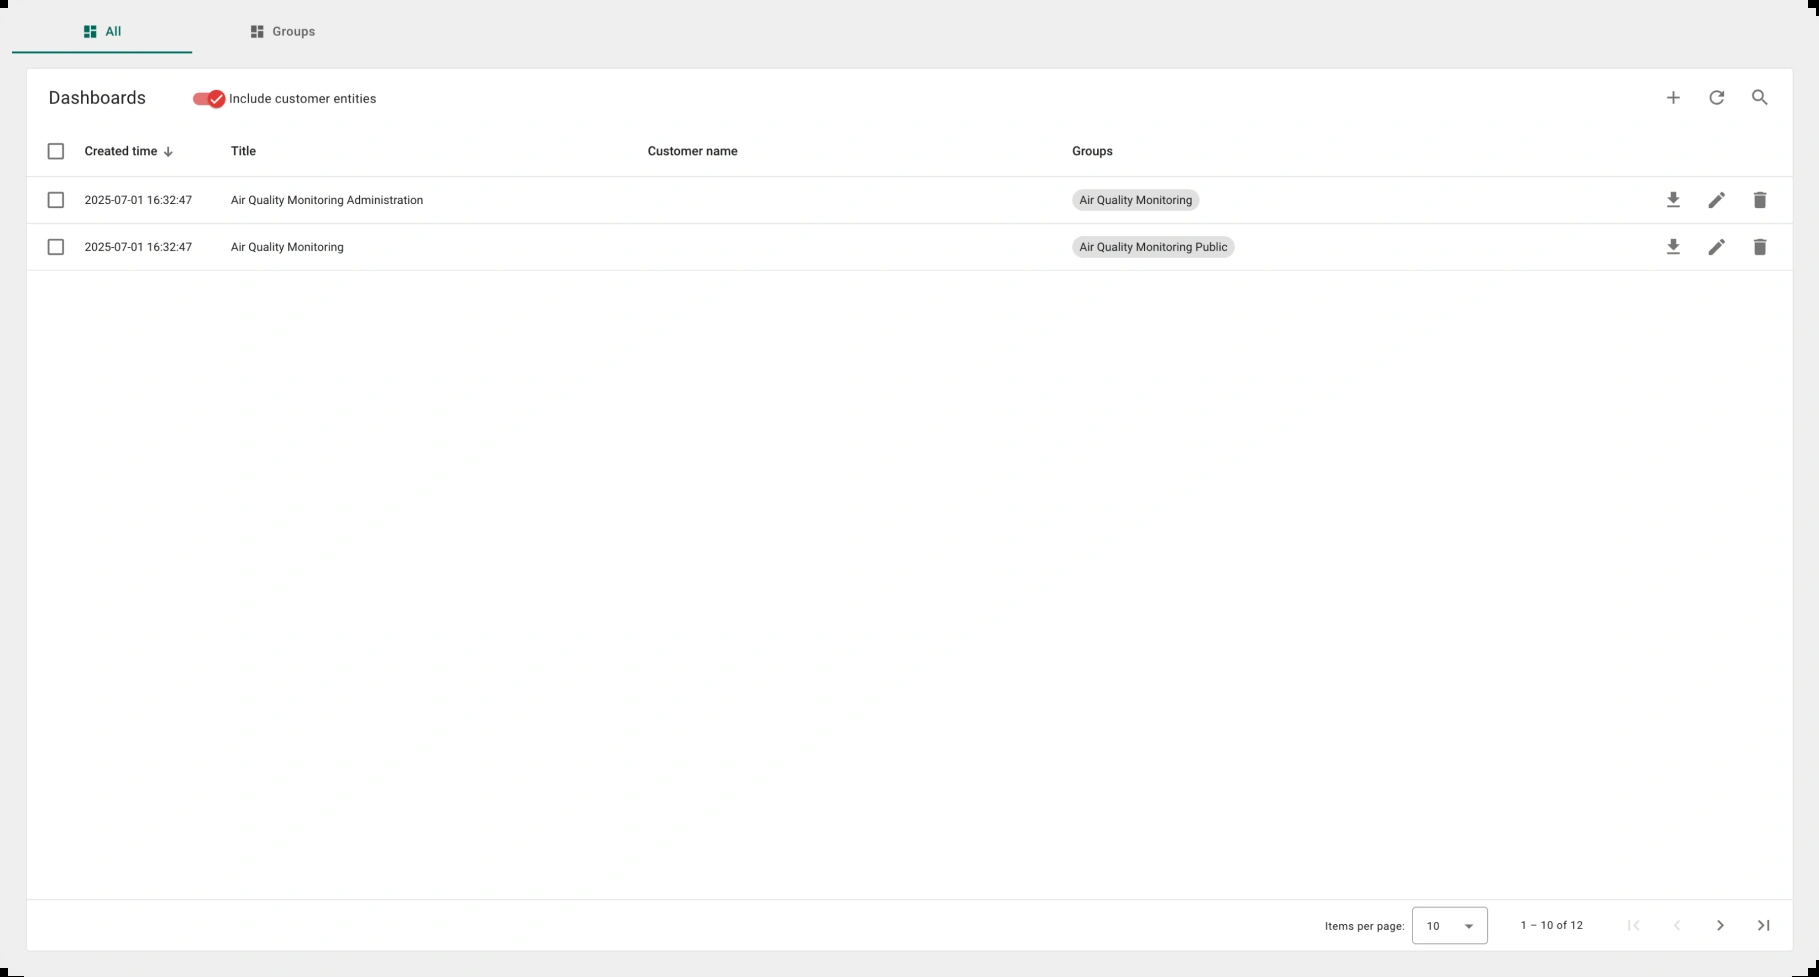 All
Groups
Dashboards
Include customer entities
Created time
Title
Customer name
Groups
2025-07-01 16:32:47
Air Quality Monitoring Administration
Air Quality Monitoring
2025-07-01 16:32:47
Air Quality Monitoring
Air Quality Monitoring Public
Items per page:
10
1 – 10 of 12